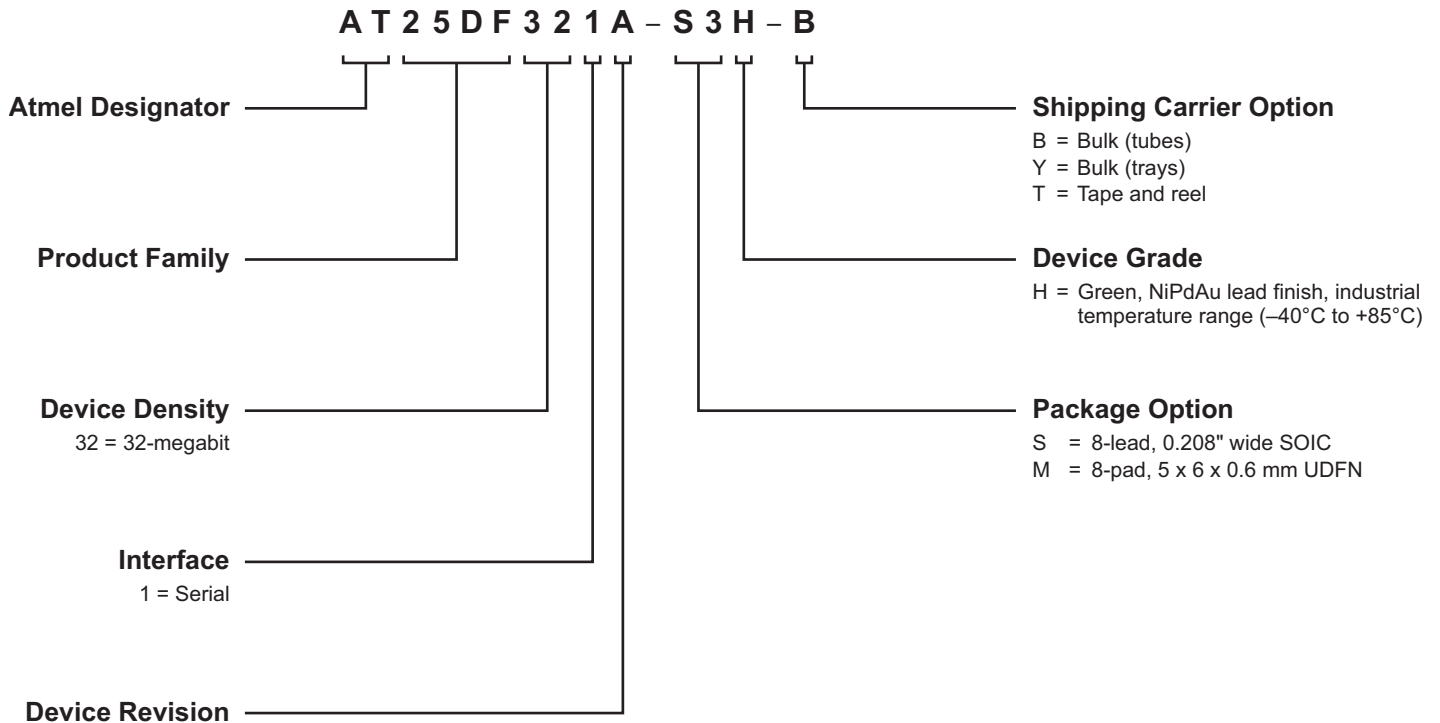 A T 2 5 D F 3 2 1 A – S 3 H – B
Atmel Designator
Product Family
Device Density
32 = 32-megabit
Interface
1 = Serial
Device Revision
Shipping Carrier Option
B = Bulk (tubes)
Y = Bulk (trays)
T = Tape and reel
Device Grade
H = Green, NiPdAu lead finish, industrial
temperature range (–40°C to +85°C)
Package Option
S = 8-lead, 0.208" wide SOIC
M = 8-pad, 5 x 6 x 0.6 mm UDFN